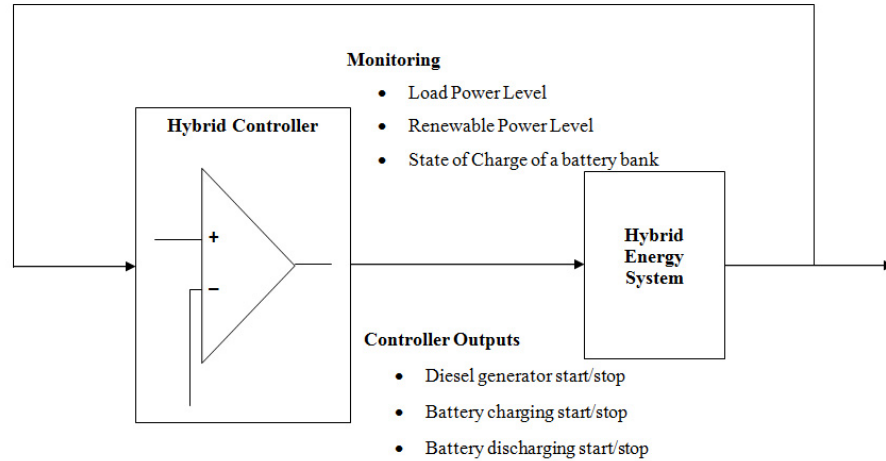 Monitoring
• Load Power Level
• Renewable Power Level
• State of Charge of a battery bank
Hybrid Controller
+
−
Hybrid
Energy
System
Controller Outputs
• Diesel generator start/stop
• Battery charging start/stop
• Battery discharging start/stop